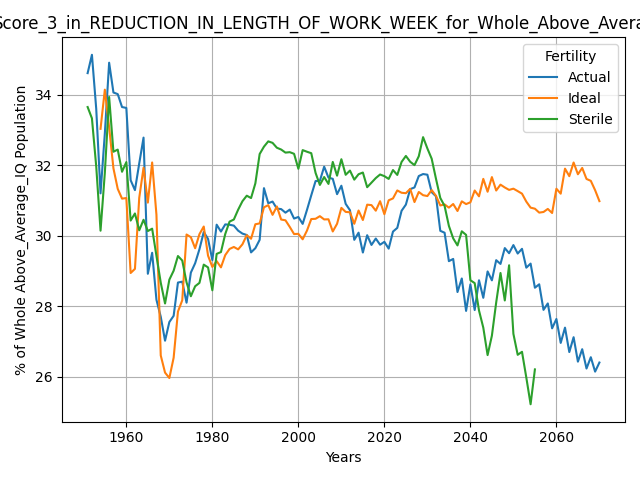 Score_3_in_REDUCTION_IN_LENGTH_OF_WORK_WEEK_for_Whole_Above_Avera
Fertility
Actual
Ideal
Sterile
% of Whole Above_Average_IQ Population
34
32
30
28
26
1960
1980
2000
2020
2040
2060
Years